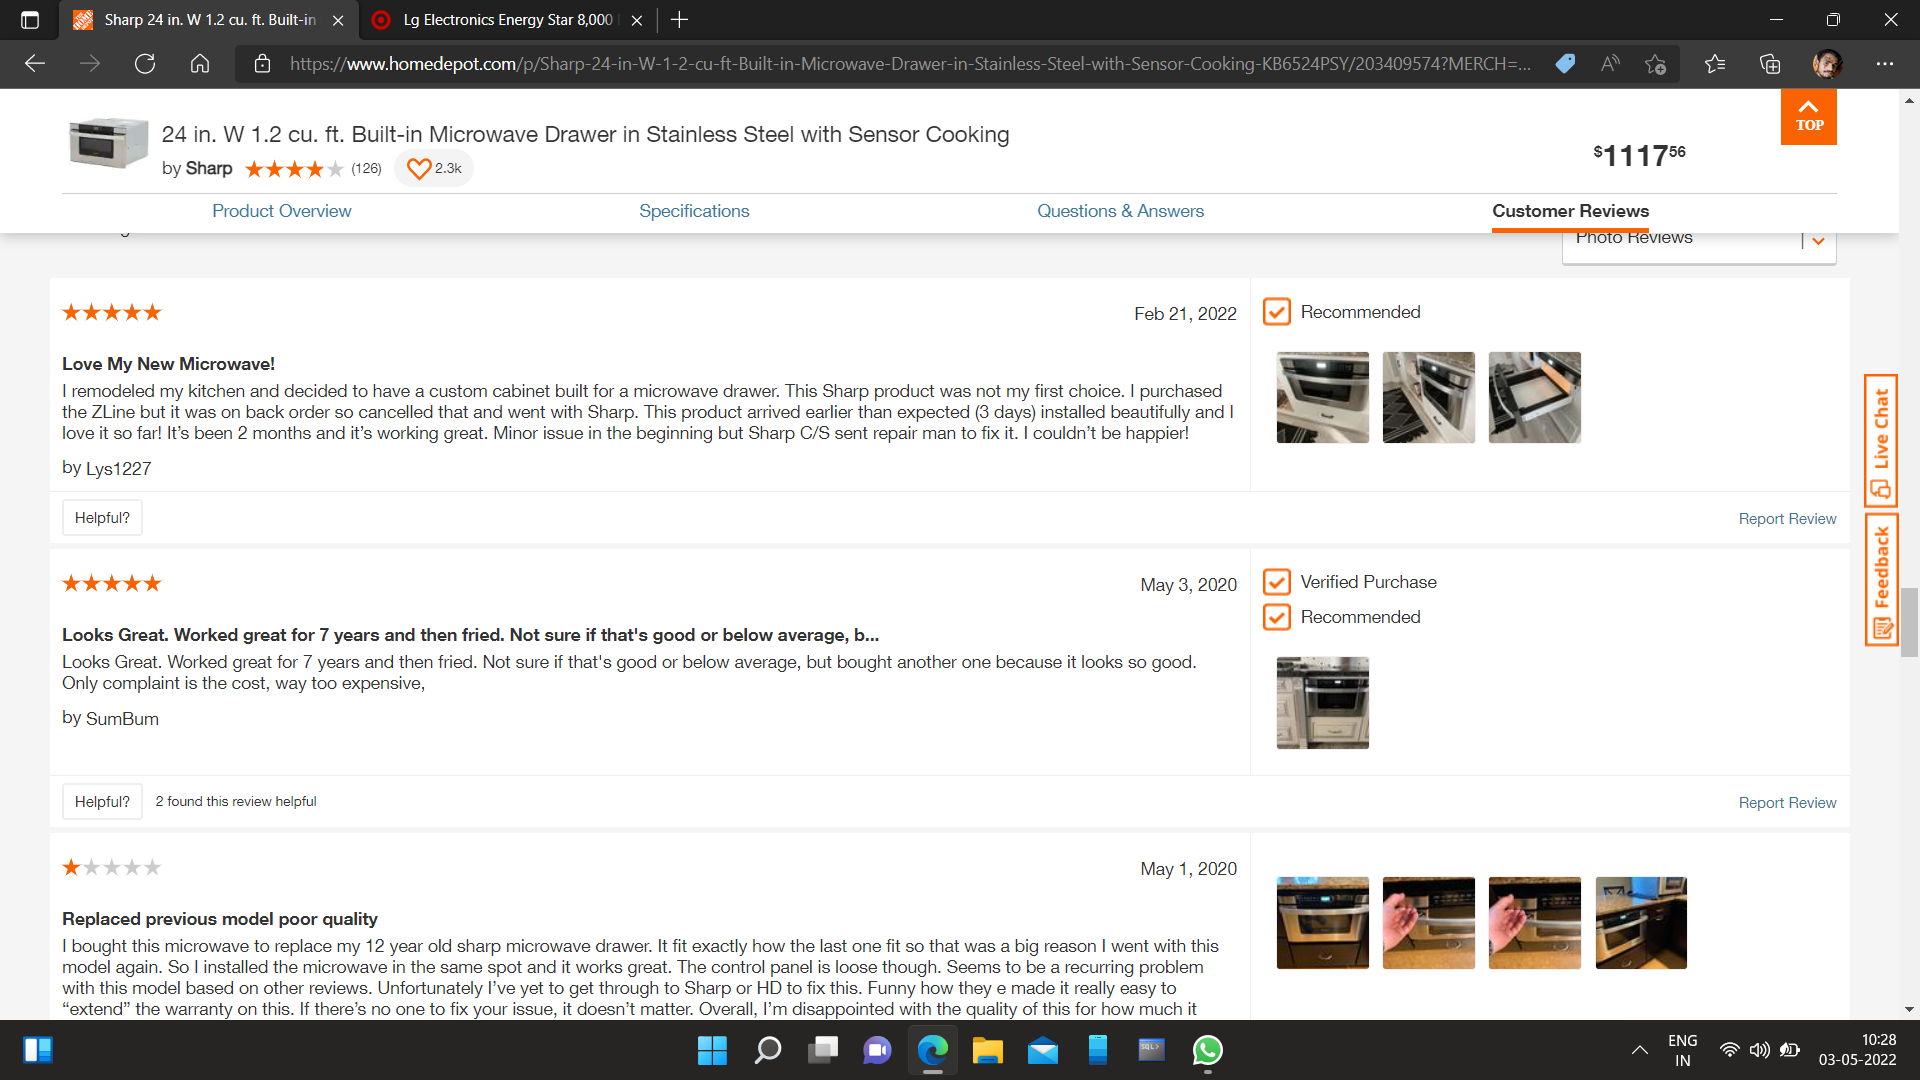 Sharp 24 in. W 1.2 cu. ft. Built-in
Lg Electronics Energy Star 8,000
https://www.homedepot.com/p/Sharp-24-in-W-1-2-cu-ft-Built-in-Microwave-Drawer-in-Stainless-Steel-with-Sensor-Cooking-KB6524PSY/203409574?MERCH=...
24 in. W 1.2 cu. ft. Built-in Microwave Drawer in Stainless Steel with Sensor Cooking
by Sharp (126) 2.3k
$1117 56
TOP
Product Overview Specifications Questions & Answers Customer Reviews
Photo Reviews
Feb 21, 2022
Recommended
Love My New Microwave!
I remodeled my kitchen and decided to have a custom cabinet built for a microwave drawer. This Sharp product was not my first choice. I purchased
the ZLine but it was on back order so cancelled that and went with Sharp. This product arrived earlier than expected (3 days) installed beautifully and I
love it so far! It’s been 2 months and it’s working great. Minor issue in the beginning but Sharp C/S sent repair man to fix it. I couldn’t be happier!
by Lys1227
Helpful?
Report Review
May 3, 2020
Verified Purchase
Recommended
Looks Great. Worked great for 7 years and then fried. Not sure if that's good or below average, b...
Looks Great. Worked great for 7 years and then fried. Not sure if that's good or below average, but bought another one because it looks so good.
Only complaint is the cost, way too expensive,
by SumBum
Helpful? 2 found this review helpful
Report Review
May 1, 2020
Replaced previous model poor quality
I bought this microwave to replace my 12 year old sharp microwave drawer. It fit exactly how the last one fit so that was a big reason I went with this
model again. So I installed the microwave in the same spot and it works great. The control panel is loose though. Seems to be a recurring problem
with this model based on other reviews. Unfortunately I’ve yet to get through to Sharp or HD to fix this. Funny how they e made it really easy to
“extend” the warranty on this. If there’s no one to fix your issue, it doesn’t matter. Overall, I’m disappointed with the quality of this for how much it
Live Chat
Feedback
ENG
IN
10:28
03-05-2022